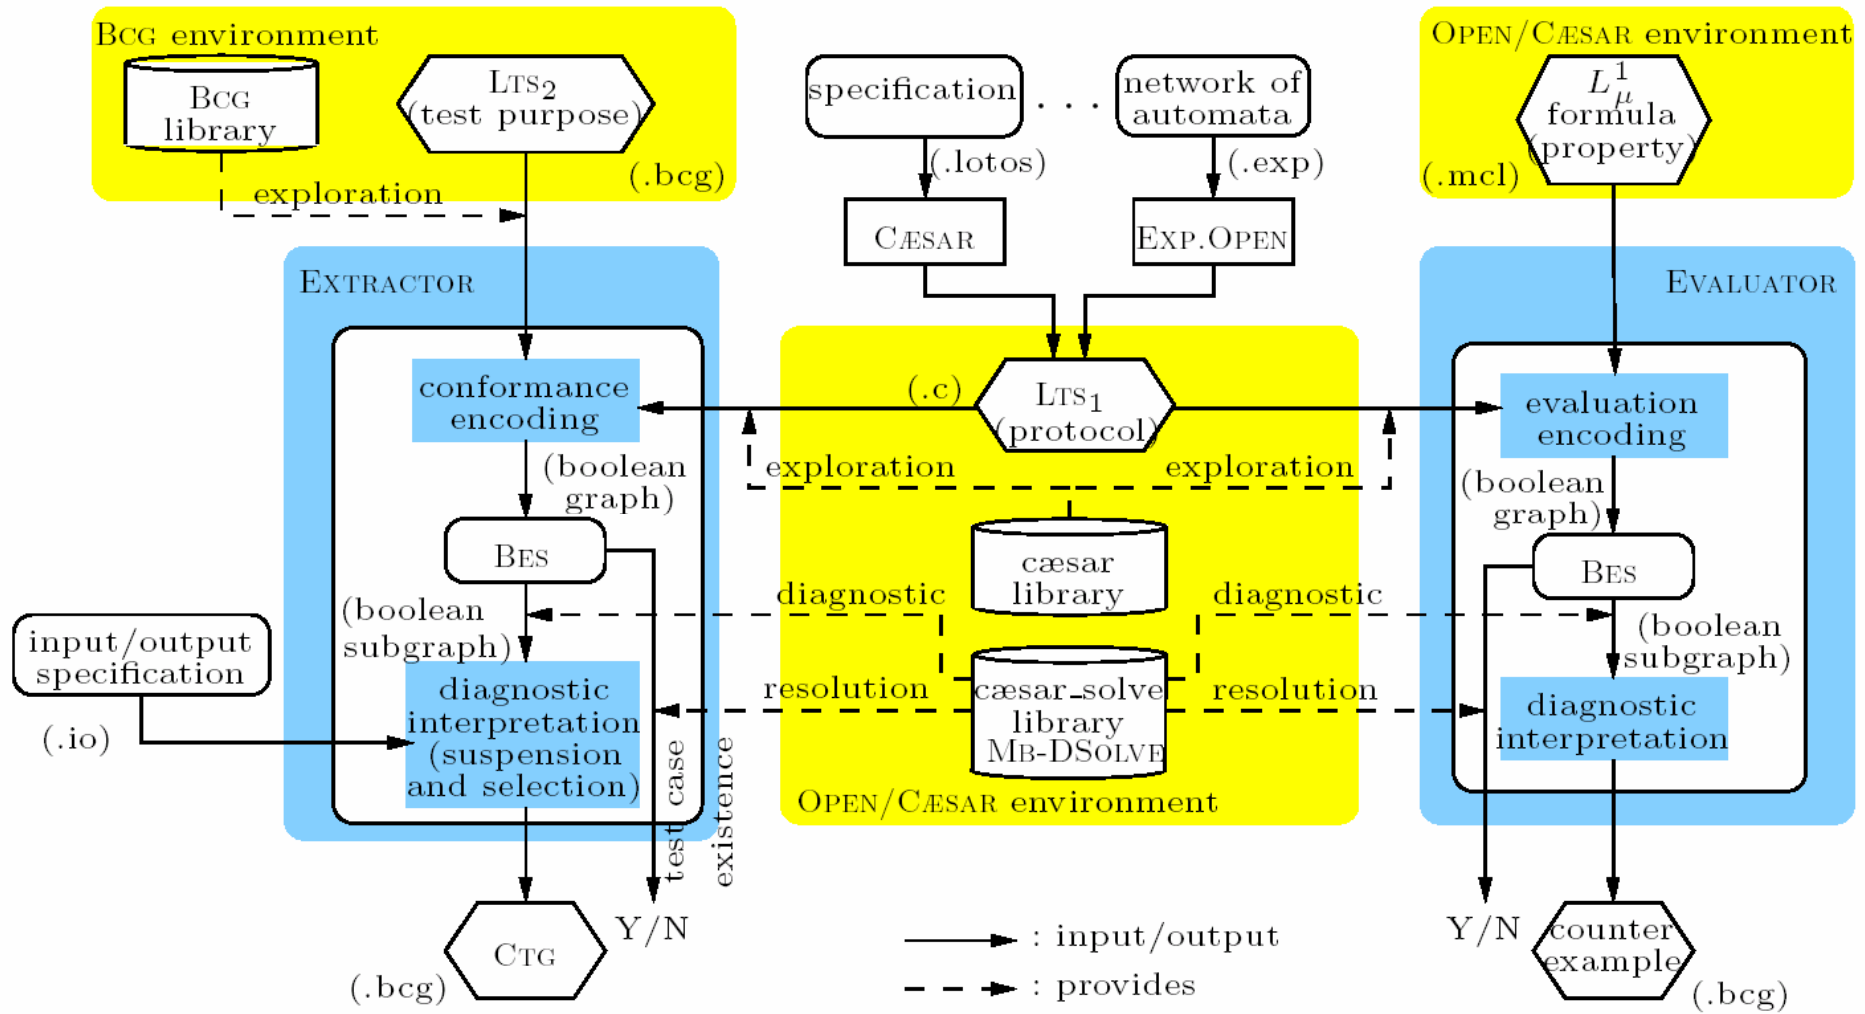 BCG environment
BCG
library
LTS2
(test purpose)
(.bcg)
exploration
specification
. . .
network of
automata
(.lotos)
(.exp)
CÆSAR
EXP.OPEN
OPEN/CÆSAR environment
L1μ
formula
(property)
(.mcl)
EXTRACTOR
conformance
encoding
(boolean
graph)
BES
(boolean
subgraph)
diagnostic
interpretation
(suspension
and selection)
input/output
specification
(.io)
test case
existence
CTG
(.bcg)
Y/N
(.c)
LTS1
(protocol)
exploration
exploration
cæsar
library
diagnostic
diagnostic
cæsar_solve
library
MB-DSOLVE
resolution
resolution
OPEN/CÆSAR environment
EVALUATOR
evaluation
encoding
(boolean
graph)
BES
(boolean
subgraph)
diagnostic
interpretation
Y/N
counter
example
(.bcg)
: input/output
: provides